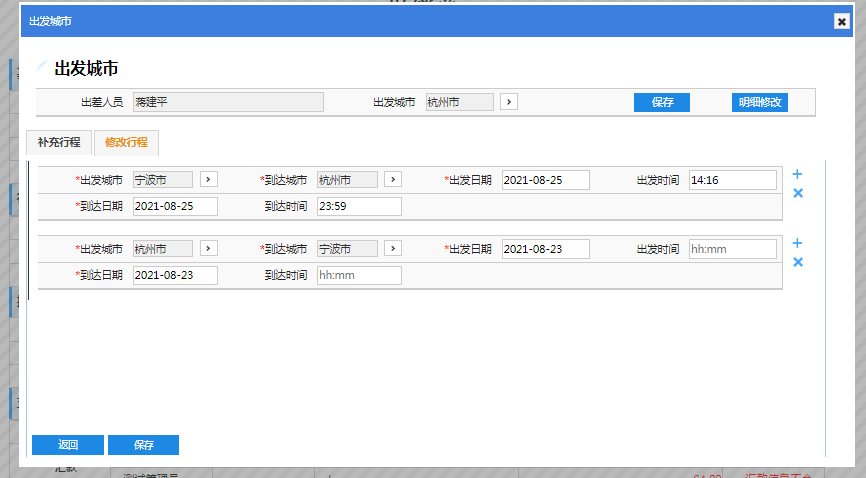 出发城市
出发城市
出差人员 蒋建平 出发城市 杭州市 保存 明细修改
补充行程 修改行程
*出发城市 宁波市 *到达城市 杭州市 *出发日期 2021-08-25 出发时间 14:16
*到达日期 2021-08-25 到达时间 23:59
*出发城市 杭州市 *到达城市 宁波市 *出发日期 2021-08-23 出发时间 hh:mm
*到达日期 2021-08-23 到达时间 hh:mm
返回 保存
汇款